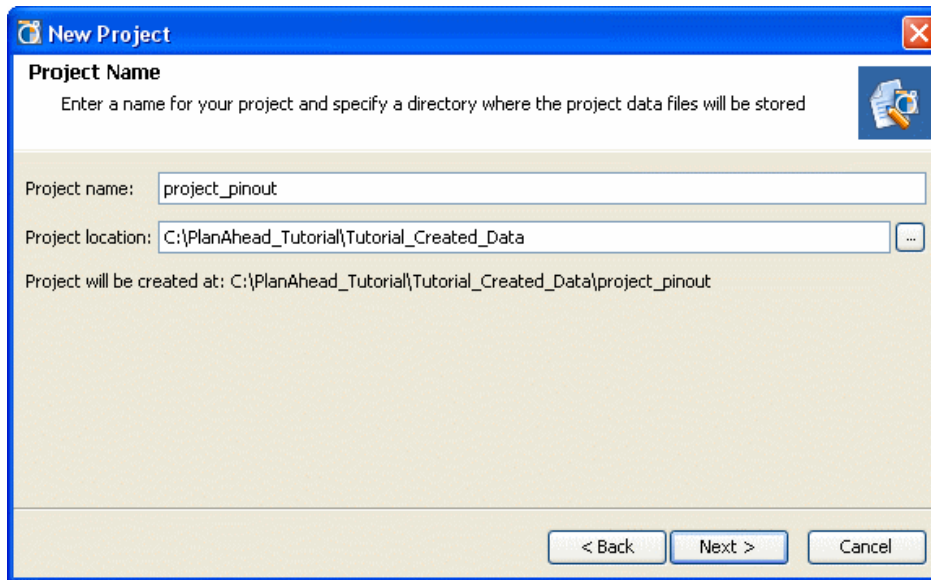 New Project
Project Name
Enter a name for your project and specify a directory where the project data files will be stored
Project name: project_pinout
Project location: C:\PlanAhead_Tutorial\Tutorial_Created_Data ...
Project will be created at: C:\PlanAhead_Tutorial\Tutorial_Created_Data\project_pinout
< Back Next > Cancel